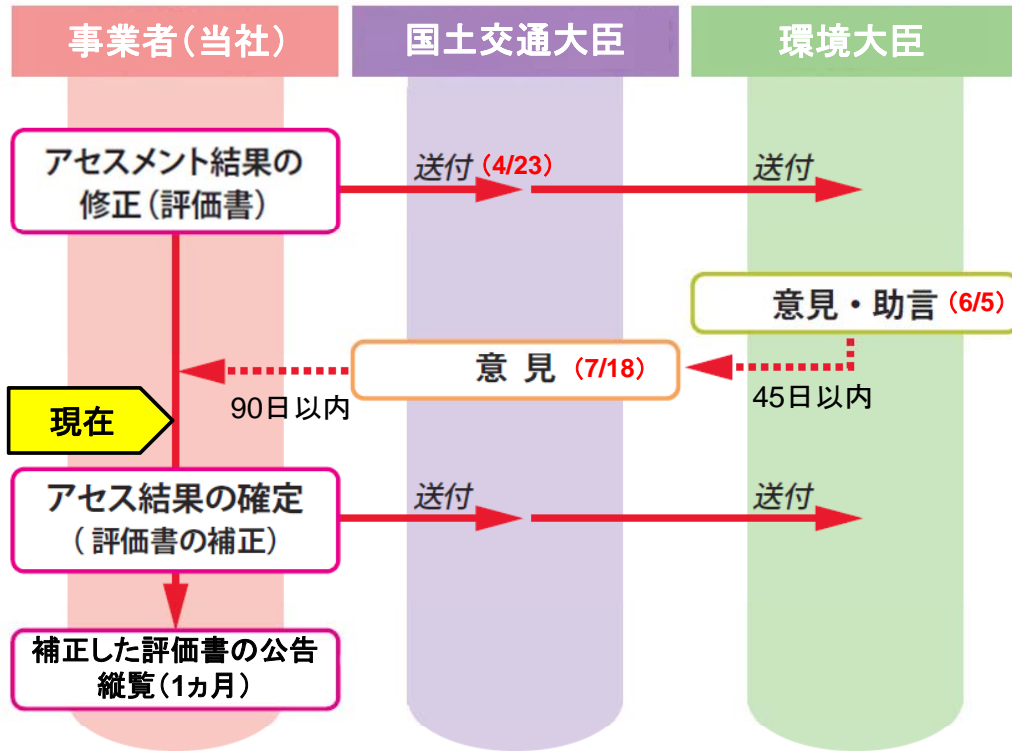 事業者(当社)
国土交通大臣
環境大臣
アセスメント結果の
修正(評価書)
送付(4/23)
送付
意見・助言(6/5)
意 見 (7/18)
90日以内
45日以内
現在
アセス結果の確定
(評価書の補正)
送付
送付
補正した評価書の公告
縦覧(1ヵ月)